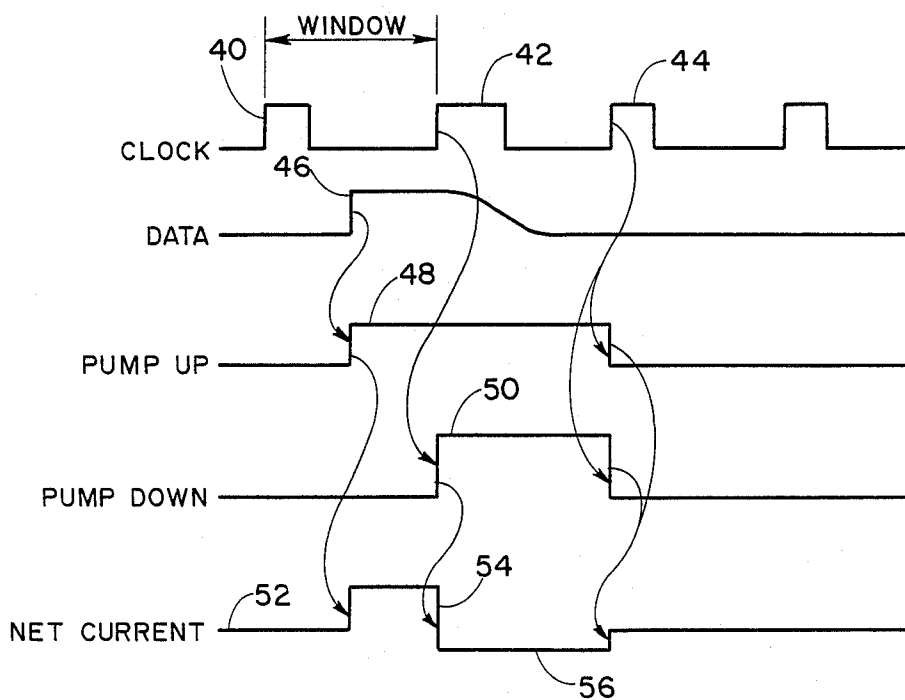 WINDOW
40
42
44
CLOCK
46
DATA
48
PUMP UP
50
PUMP DOWN
54
52
NET CURRENT
56